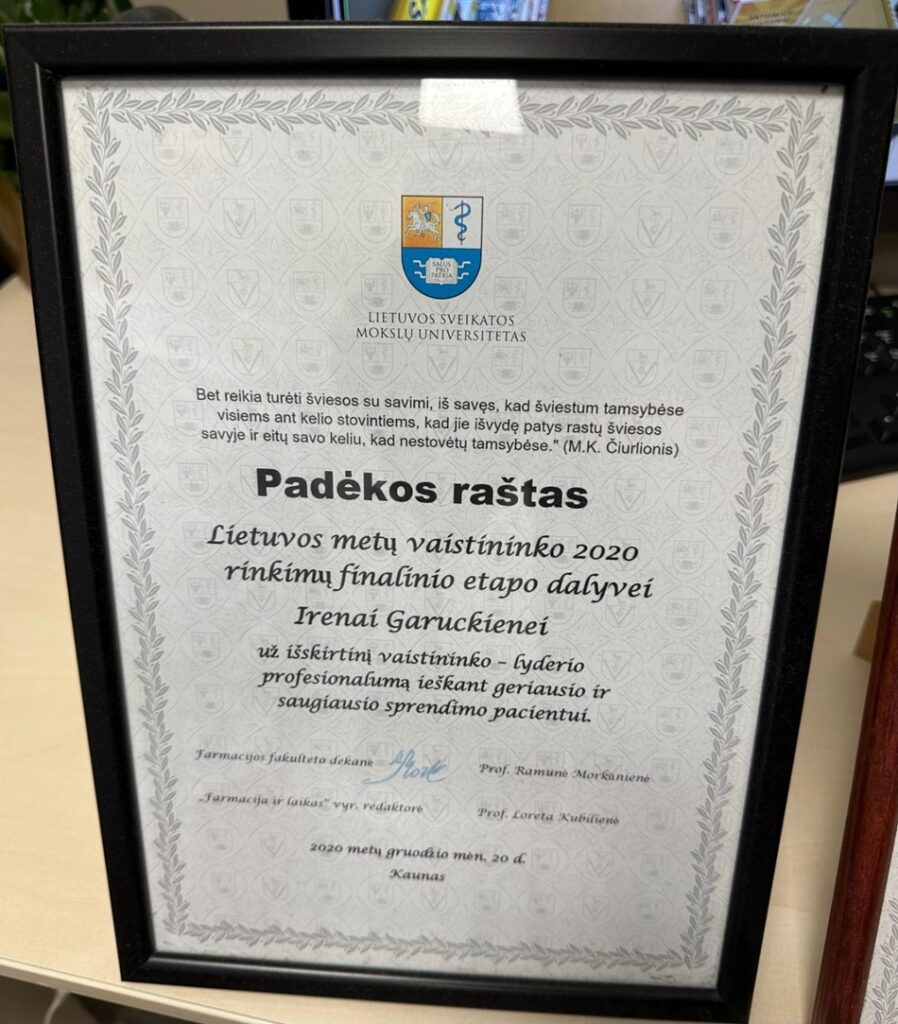 SALUS
PRO
PATRIA
LIETUVOS SVEIKATOS
MOKSLŲ UNIVERSITETAS
Bet reikia turėti šviesos su savimi, iš savęs, kad šviestum tamsybėse
visiems ant kelio stovintiems, kad jie išvydę patys rastų šviesos
savyje ir eitų savo keliu, kad nestovėtų tamsybėse." (M.K. Čiurlionis)
Padėkos raštas
Lietuvos metų vaistininko 2020
rinkimų finalinio etapo dalyvei
Irenai Garuckienei
už išskirtinį vaistininko – lyderio
profesionalumą ieškant geriausio ir
saugiausio sprendimo pacientui.
Farmacijos fakulteto dekanė Prof. Ramunė Morkūnienė
„Farmacija ir laikas" vyr. redaktorė Prof. Loreta Kubilienė
2020 metų gruodžio mėn. 20 d.
Kaunas